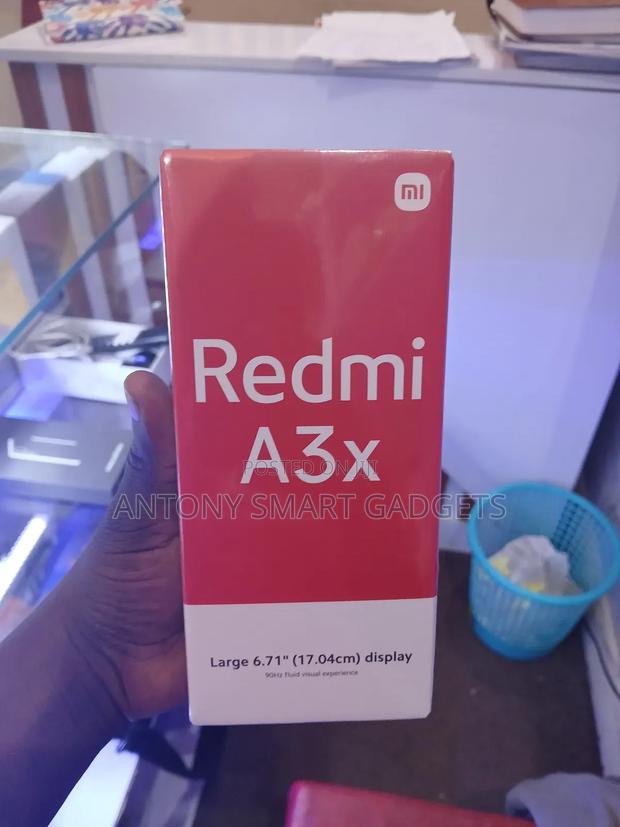 mi
Redmi
A3x
POSTED ON JIJI
ANTONY SMART GADGETS
Large 6.71" (17.04cm) display
90Hz fluid visual experience